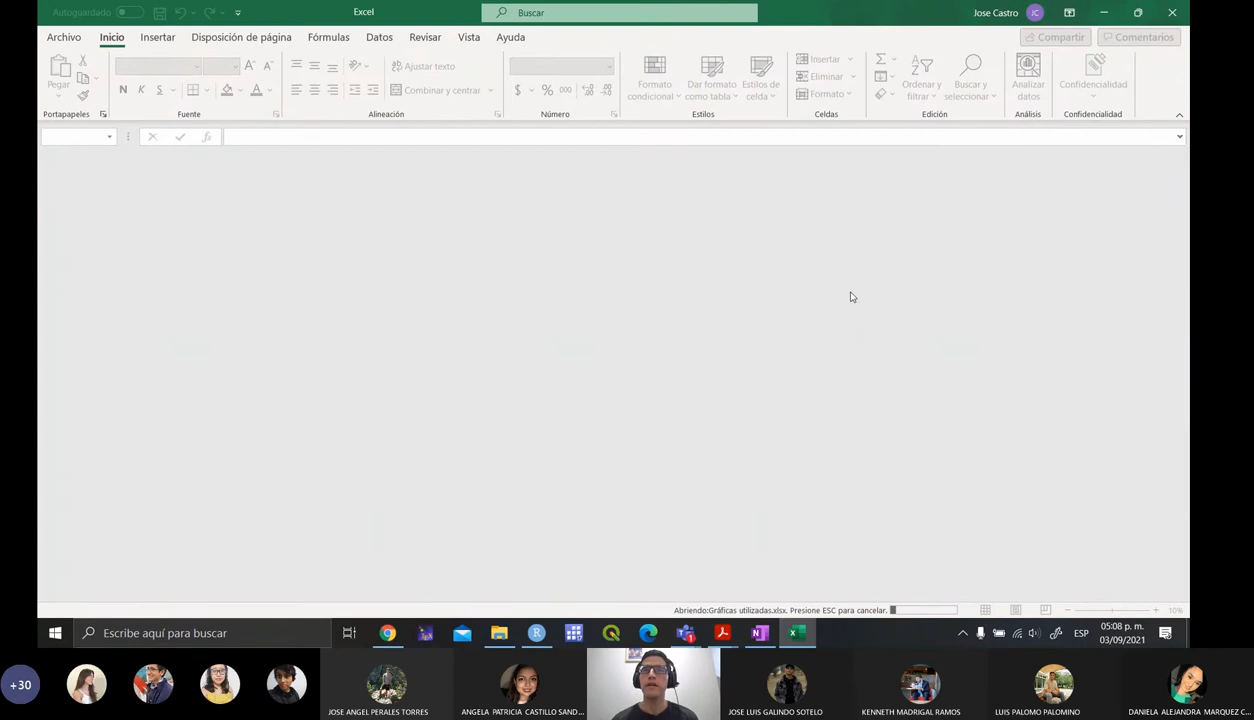 Autoguardado
Excel
Buscar
Jose Castro
JC
Archivo Inicio Insertar Disposición de página Fórmulas Datos Revisar Vista Ayuda
Compartir
Comentarios
Pegar
Portapapeles
N K S
Fuente
Ajustar texto
Combinar y centrar
Alineación
$ % 000
Número
Formato condicional
Dar formato como tabla
Estilos de celda
Estilos
Insertar
Eliminar
Formato
Celdas
Ordenar y filtrar
Buscar y seleccionar
Edición
Analizar datos
Análisis
Confidencialidad
Confidencialidad
fx
Abriendo:Gráficas utilizadas.xlsx. Presione ESC para cancelar.
10%
Escribe aquí para buscar
ESP
05:08 p. m.
03/09/2021
+30
JOSE ANGEL PERALES TORRES
ANGELA PATRICIA CASTILLO SAND...
JOSE LUIS GALINDO SOTELO
KENNETH MADRIGAL RAMOS
LUIS PALOMO PALOMINO
DANIELA ALEJANDRA MARQUEZ C...